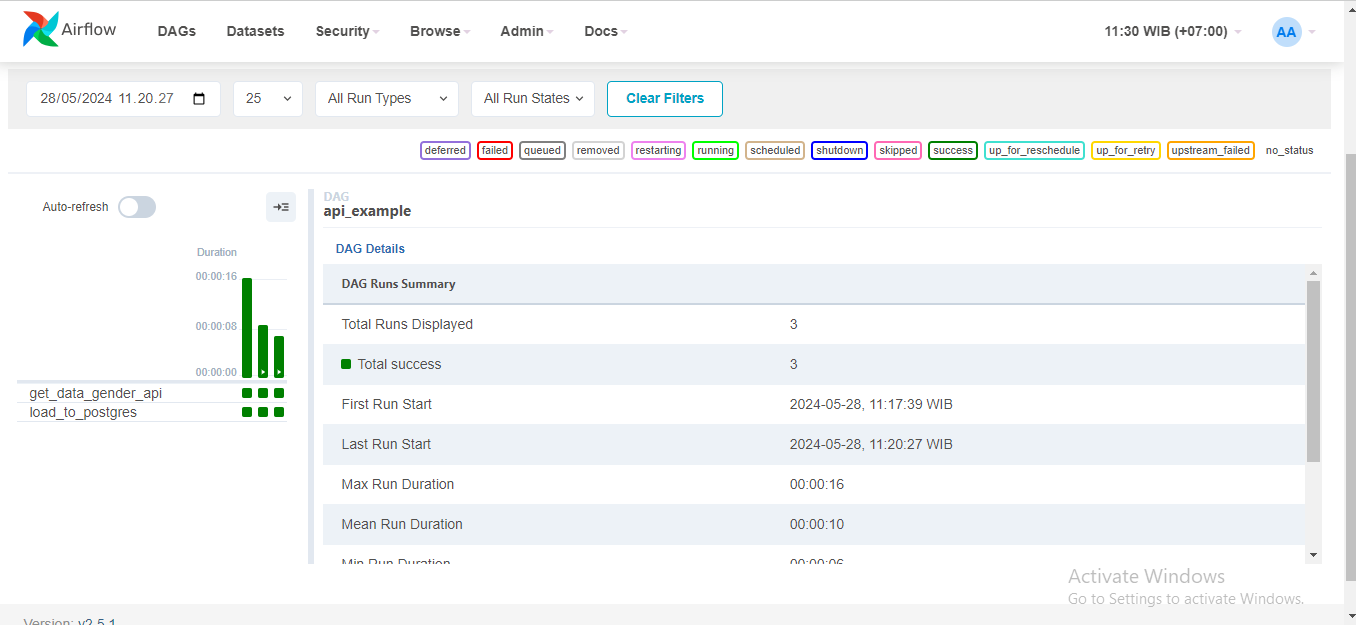 Airflow DAGs Datasets Security Browse Admin Docs 11:30 WIB (+07:00) AA
28/05/2024 11.20.27 25 All Run Types All Run States Clear Filters
deferred failed queued removed restarting running scheduled shutdown skipped success up_for_reschedule up_for_retry upstream_failed no_status
Auto-refresh
Duration
00:00:16
00:00:08
00:00:00
get_data_gender_api
load_to_postgres
DAG
api_example
DAG Details
DAG Runs Summary
Total Runs Displayed 3
Total success 3
First Run Start 2024-05-28, 11:17:39 WIB
Last Run Start 2024-05-28, 11:20:27 WIB
Max Run Duration 00:00:16
Mean Run Duration 00:00:10
Min Run Duration 00:00:06
Activate Windows
Go to Settings to activate Windows.
Version: v2.5.1